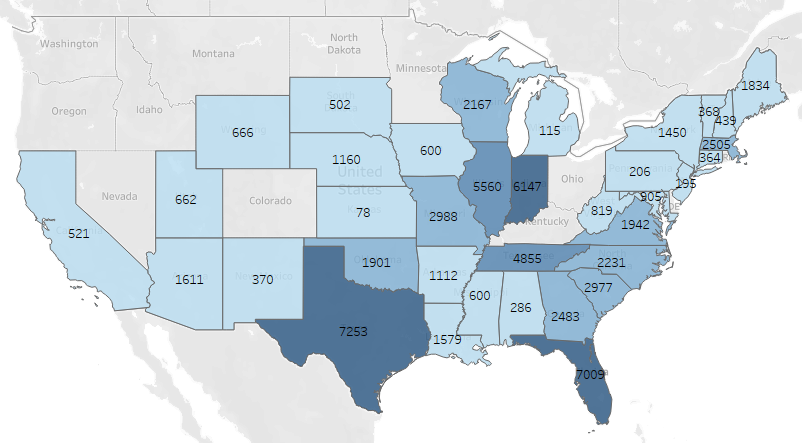 Washington
Montana
North
Dakota
Minnesota
Oregon
Idaho
Nevada
Colorado
United
States
Ohio
Kentucky
DE
502
666
2167
115
1834
368
439
1450
2505
364
600
1160
206
195
662
78
2988
5560
6147
905
819
1942
521
1611
370
1901
1112
4855
2231
600
286
2483
2977
7253
1579
7009